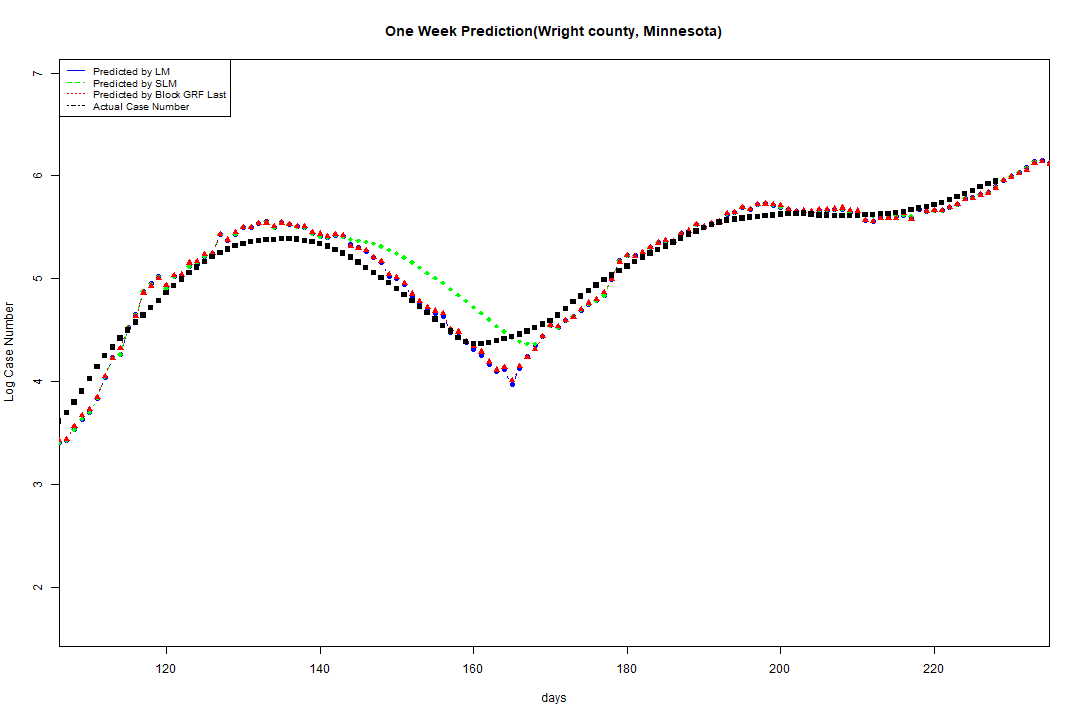 One Week Prediction(Wright county, Minnesota)
Predicted by LM
Predicted by SLM
Predicted by Block GRF Last
Actual Case Number
7
6
5
4
3
2
Log Case Number
120 140 160 180 200 220
days